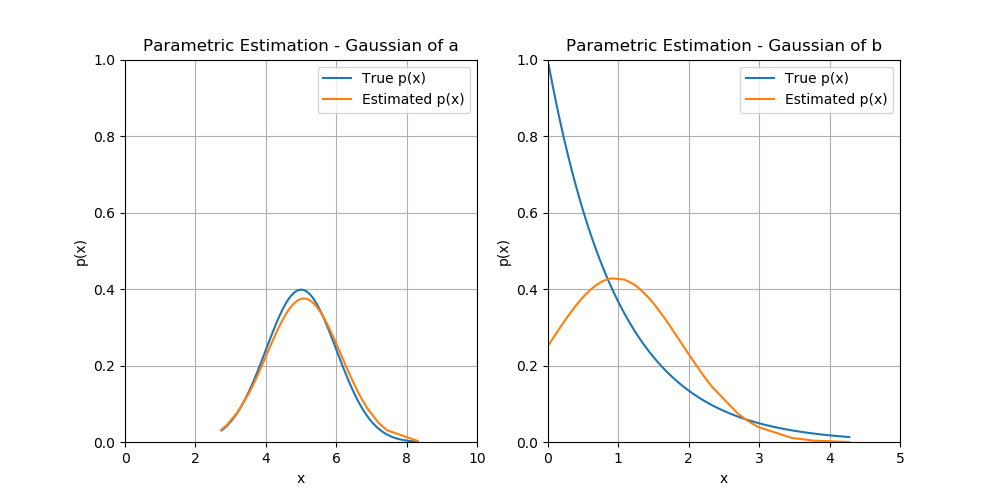 Parametric Estimation - Gaussian of a
True p(x)
Estimated p(x)
1.0
0.8
0.6
0.4
0.2
0.0
p(x)
0 2 4 6 8 10
x
Parametric Estimation - Gaussian of b
True p(x)
Estimated p(x)
1.0
0.8
0.6
0.4
0.2
0.0
p(x)
0 1 2 3 4 5
x